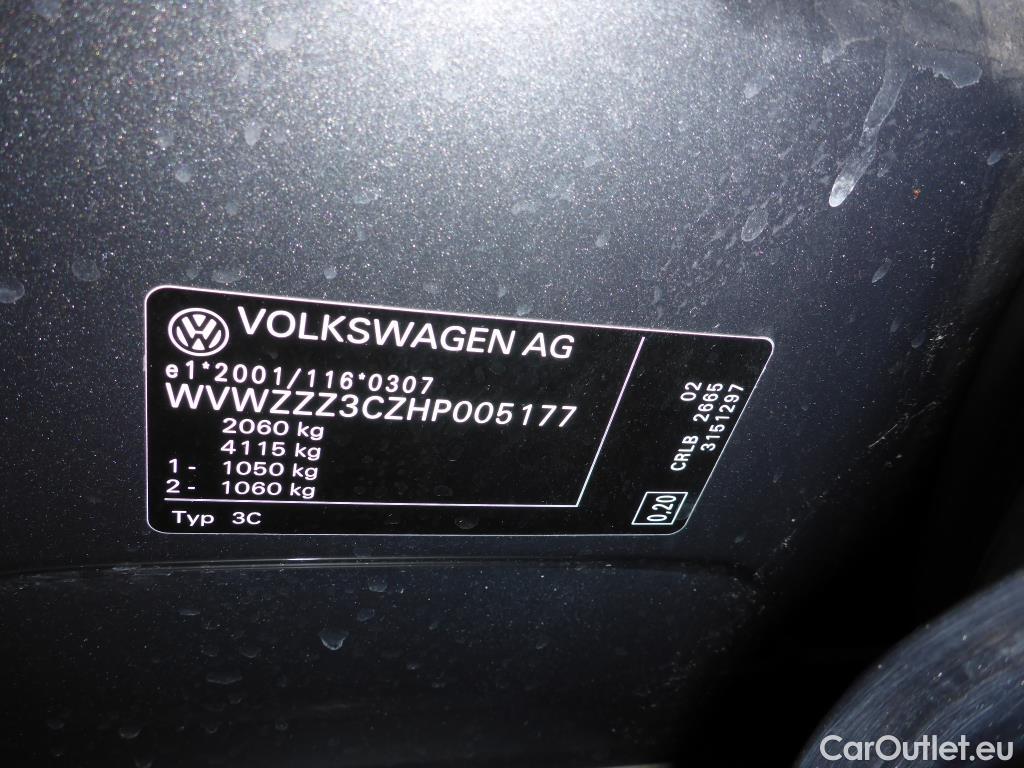 VOLKSWAGEN AG
e1*2001/116*0307
WVWZZZ3CZHP005177
2060 kg
4115 kg
1 - 1050 kg
2 - 1060 kg
Typ 3C
02
CRLB 2665
3151297
0.20
CarOutlet.eu